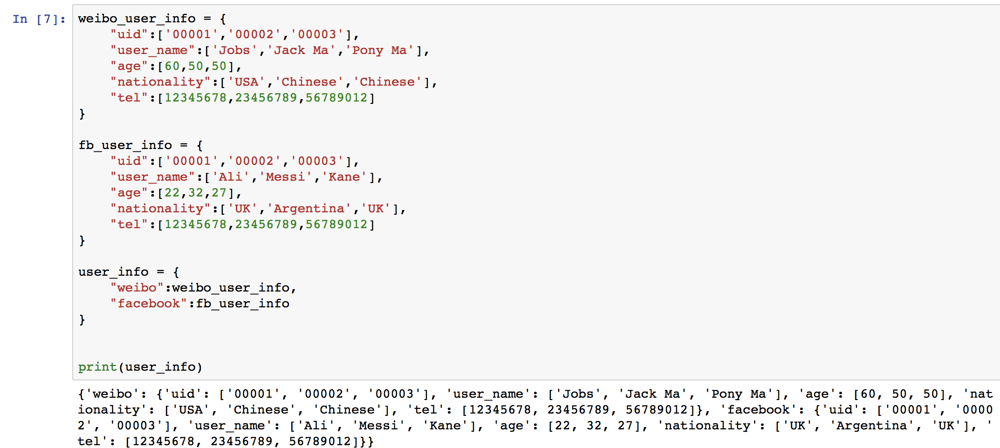 In [7]:
weibo_user_info = {
    "uid":['00001','00002','00003'],
    "user_name":['Jobs','Jack Ma','Pony Ma'],
    "age":[60,50,50],
    "nationality":['USA','Chinese','Chinese'],
    "tel":[12345678,23456789,56789012]
}
fb_user_info = {
    "uid":['00001','00002','00003'],
    "user_name":['Ali','Messi','Kane'],
    "age":[22,32,27],
    "nationality":['UK','Argentina','UK'],
    "tel":[12345678,23456789,56789012]
}
user_info = {
    "weibo":weibo_user_info,
    "facebook":fb_user_info
}
print(user_info)
{'weibo': {'uid': ['00001', '00002', '00003'], 'user_name': ['Jobs', 'Jack Ma', 'Pony Ma'], 'age': [60, 50, 50], 'nat
ionality': ['USA', 'Chinese', 'Chinese'], 'tel': [12345678, 23456789, 56789012]}, 'facebook': {'uid': ['00001', '0000
2', '00003'], 'user_name': ['Ali', 'Messi', 'Kane'], 'age': [22, 32, 27], 'nationality': ['UK', 'Argentina', 'UK'], '
tel': [12345678, 23456789, 56789012]}}